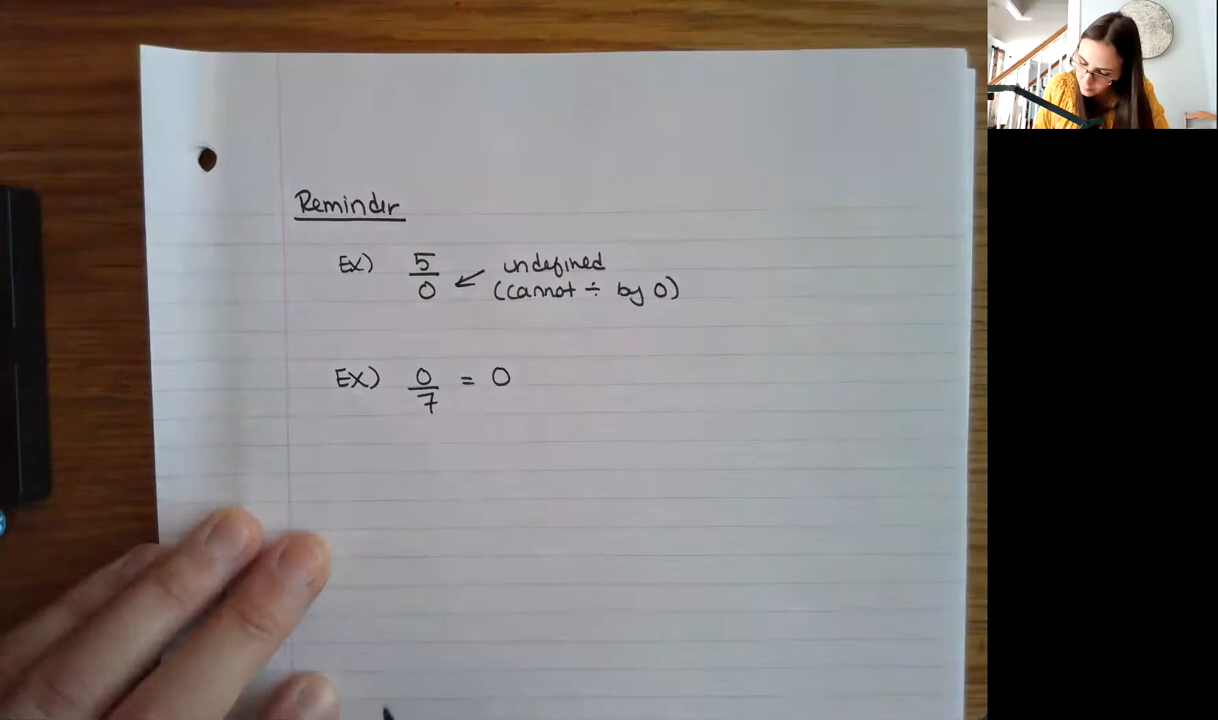 Reminder
Ex) 5/0 ← undefined
(cannot ÷ by 0)
Ex) 0/7 = 0